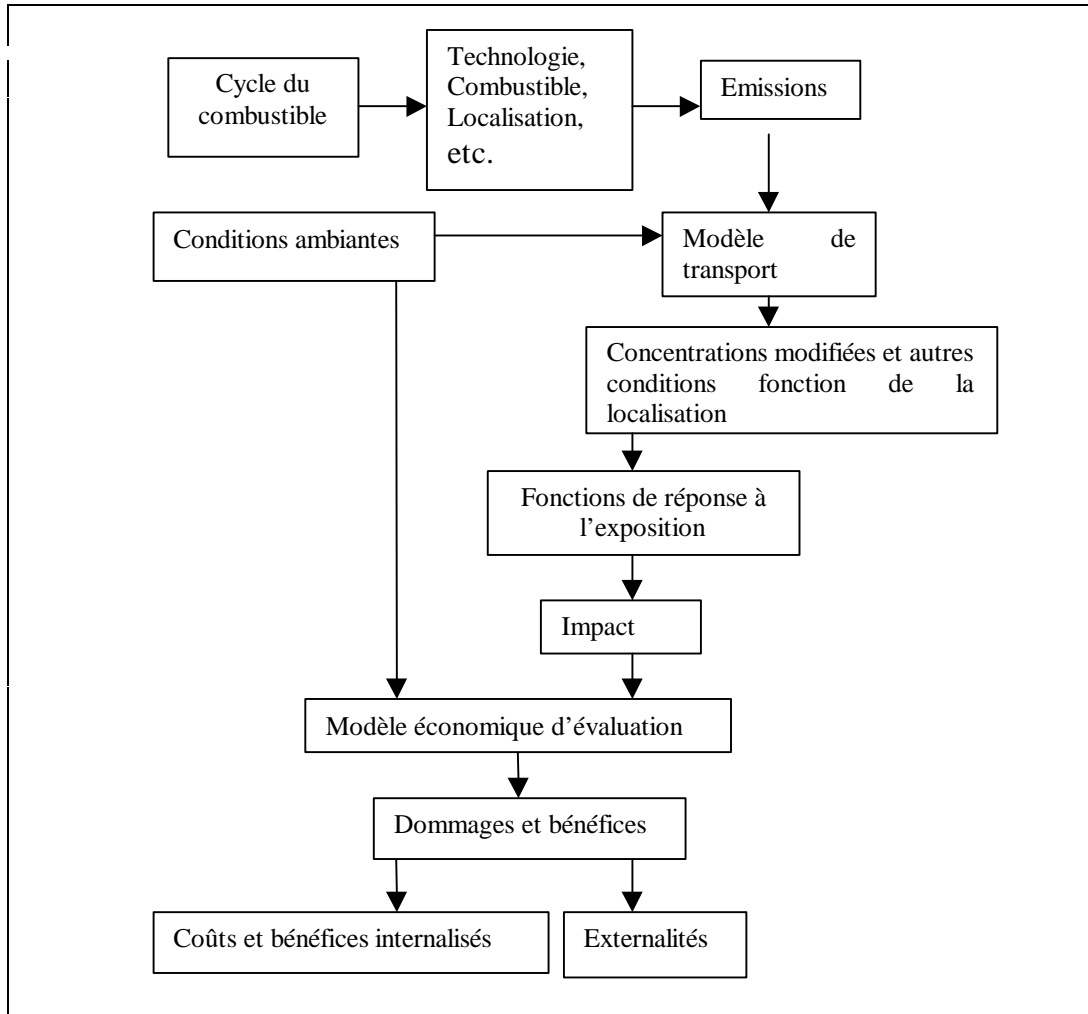 Cycle du
combustible
Technologie,
Combustible,
Localisation,
etc.
Emissions
Conditions ambiantes
Modèle de
transport
Concentrations modifiées et autres
conditions fonction de la
localisation
Fonctions de réponse à
l’exposition
Impact
Modèle économique d’évaluation
Dommages et bénéfices
Coûts et bénéfices internalisés
Externalités